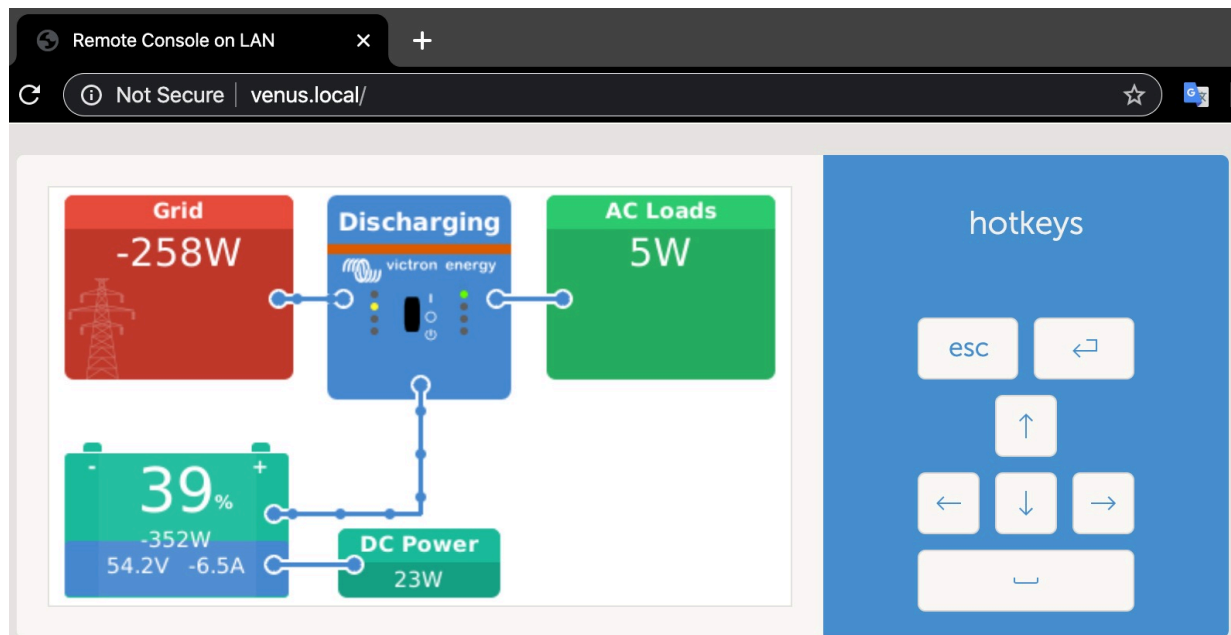 Remote Console on LAN
Not Secure | venus.local/
Grid
-258W
Discharging
victron energy
AC Loads
5W
- +
39%
-352W
54.2V -6.5A
DC Power
23W
hotkeys
esc